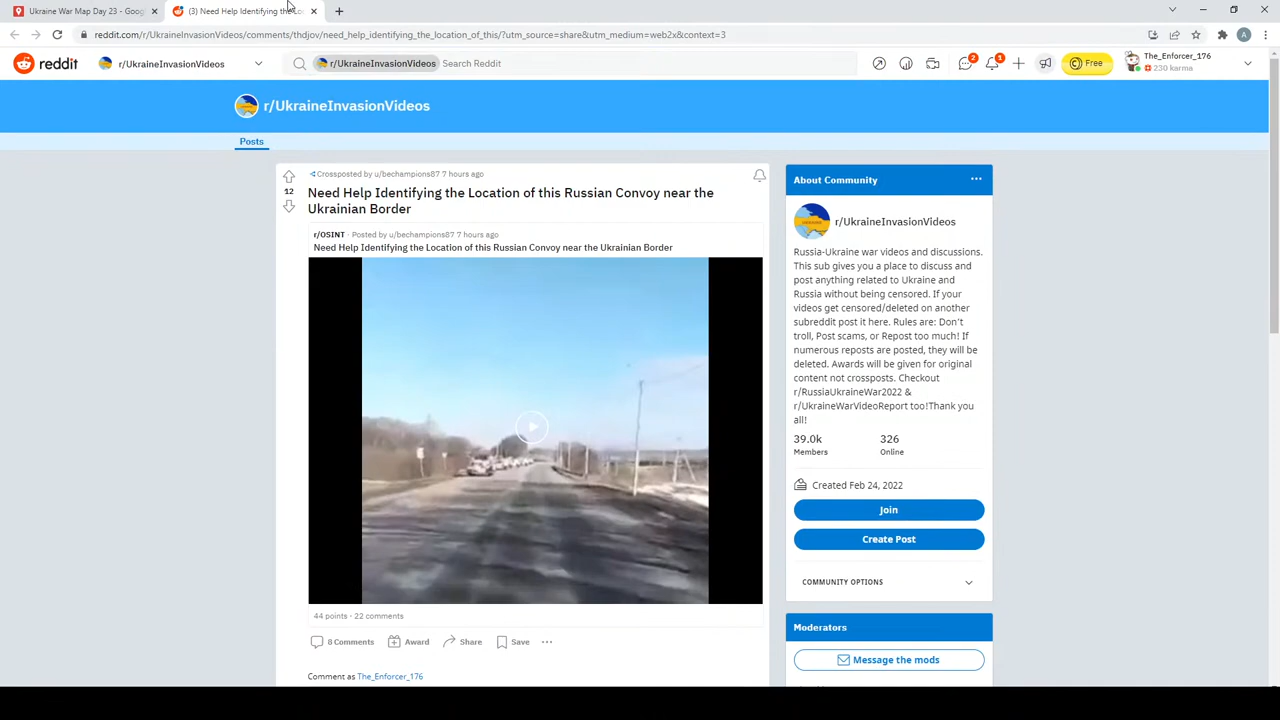 Ukraine War Map Day 23 - Goog
(3) Need Help Identifying the Lo
reddit.com/r/UkraineInvasionVideos/comments/thdjov/need_help_identifying_the_location_of_this/?utm_source=share&utm_medium=web2x&context=3
A
reddit
r/UkraineInvasionVideos
r/UkraineInvasionVideos
Search Reddit
2
1
Free
The_Enforcer_176
230 karma
r/UkraineInvasionVideos
Posts
Crossposted by u/bechampions87 7 hours ago
12
Need Help Identifying the Location of this Russian Convoy near the
Ukrainian Border
r/OSINT · Posted by u/bechampions87 7 hours ago
Need Help Identifying the Location of this Russian Convoy near the Ukrainian Border
44 points · 22 comments
8 Comments
Award
Share
Save
Comment as The_Enforcer_176
About Community
r/UkraineInvasionVideos
Russia-Ukraine war videos and discussions.
This sub gives you a place to discuss and
post anything related to Ukraine and
Russia without being censored. If your
videos get censored/deleted on another
subreddit post it here. Rules are: Don't
troll, Post scams, or Repost too much! If
numerous reposts are posted, they will be
deleted. Awards will be given for original
content not crossposts. Checkout
r/RussiaUkraineWar2022 &
r/UkraineWarVideoReport too!Thank you
all!
39.0k
Members
326
Online
Created Feb 24, 2022
Join
Create Post
COMMUNITY OPTIONS
Moderators
Message the mods